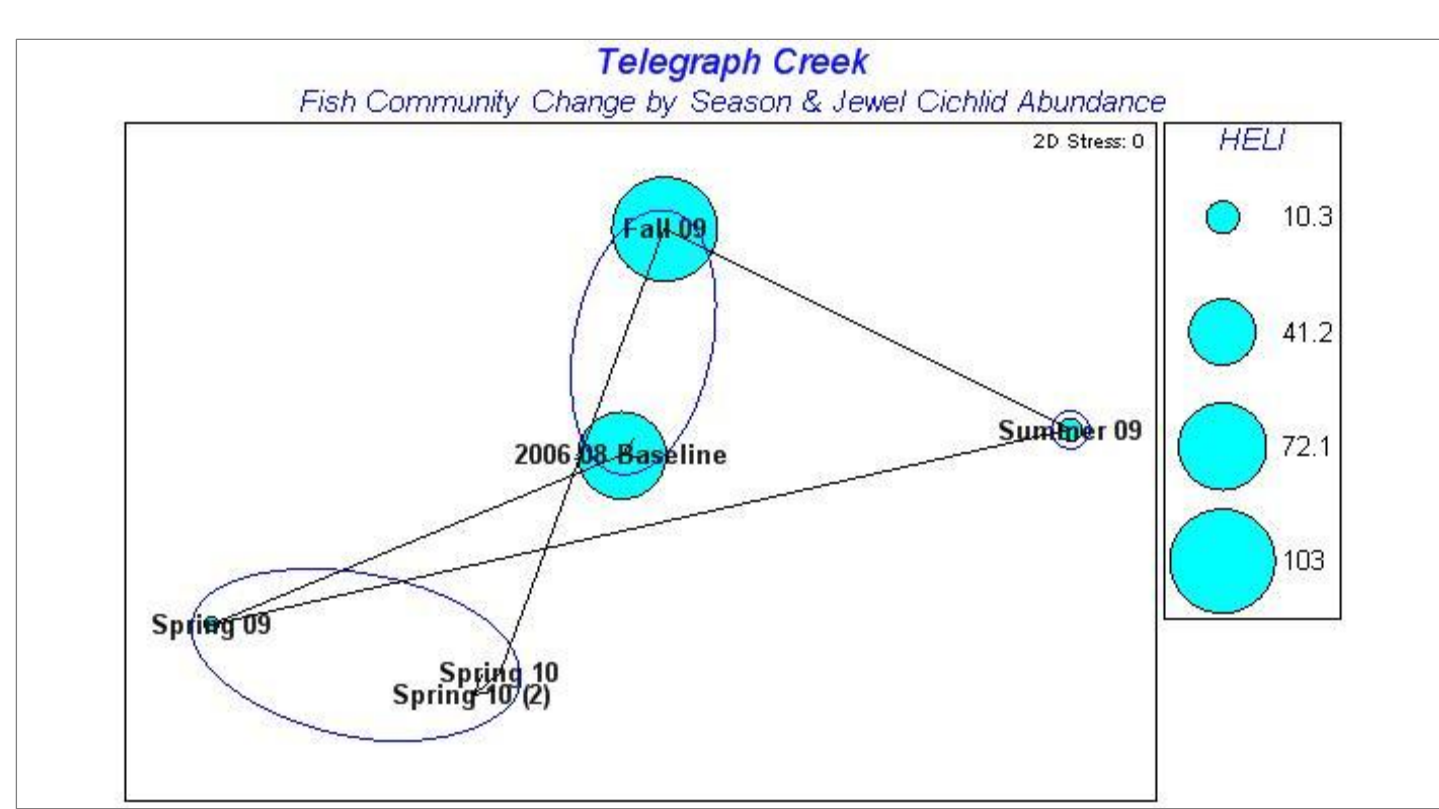 Telegraph Creek
Fish Community Change by Season & Jewel Cichlid Abundance
2D Stress: 0
HELI
10.3
41.2
72.1
103
Fall 09
Summer 09
2006 08 Baseline
Spring 09
Spring 10
Spring 10 (2)